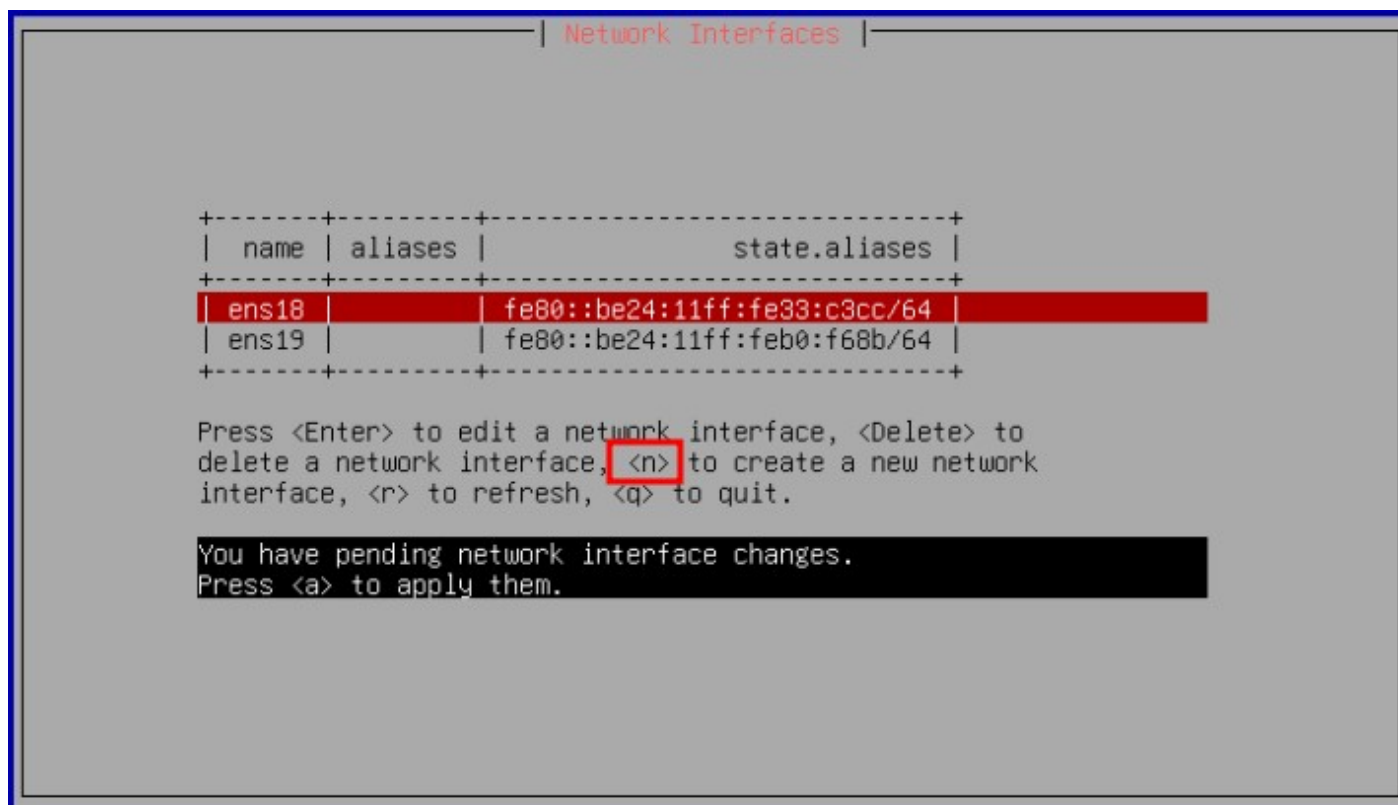 Network Interfaces
+-------+---------+------------------------------+
| name | aliases | state.aliases |
+-------+---------+------------------------------+
| ens18 | | fe80::be24:11ff:fe33:c3cc/64 |
| ens19 | | fe80::be24:11ff:feb0:f68b/64 |
+-------+---------+------------------------------+
Press <Enter> to edit a network interface, <Delete> to
delete a network interface, <n> to create a new network
interface, <r> to refresh, <q> to quit.
You have pending network interface changes.
Press <a> to apply them.